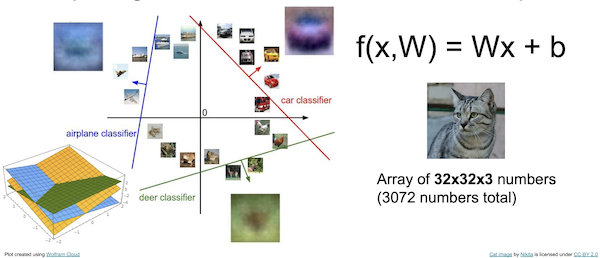 f(x,W) = Wx + b
0
car classifier
airplane classifier
deer classifier
Array of 32x32x3 numbers
(3072 numbers total)
Plot created using Wolfram Cloud
Cat image by Nikita is licensed under CC-BY 2.0